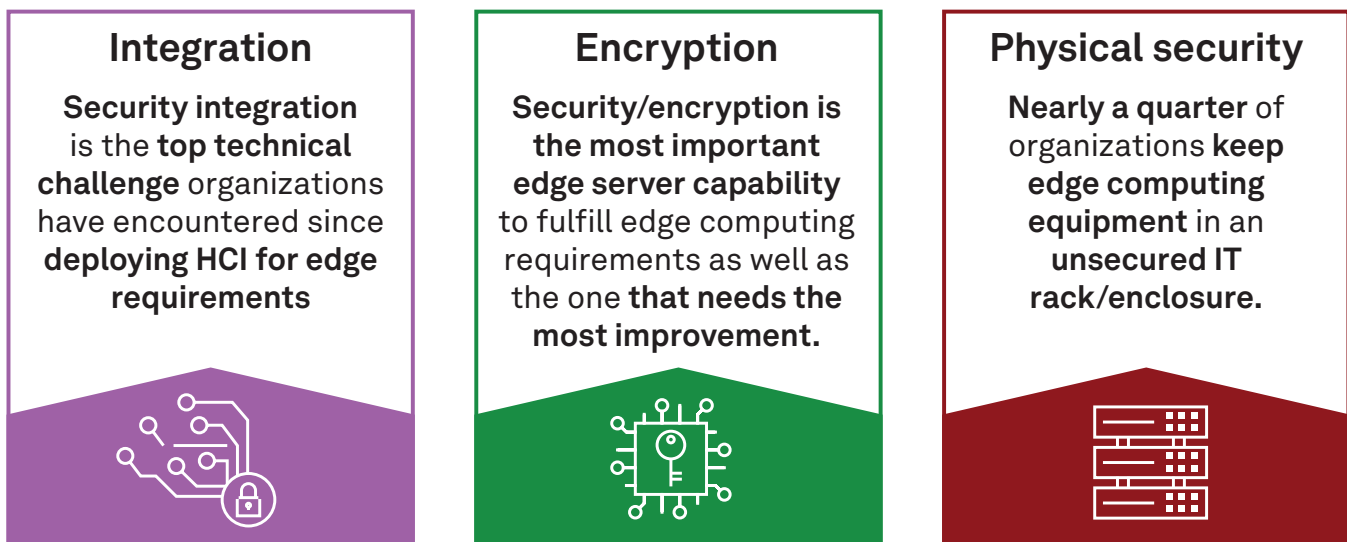 Integration
Security integration
is the top technical
challenge organizations
have encountered since
deploying HCI for edge
requirements
Encryption
Security/encryption is
the most important
edge server capability
to fulfill edge computing
requirements as well as
the one that needs the
most improvement.
Physical security
Nearly a quarter of
organizations keep
edge computing
equipment in an
unsecured IT
rack/enclosure.